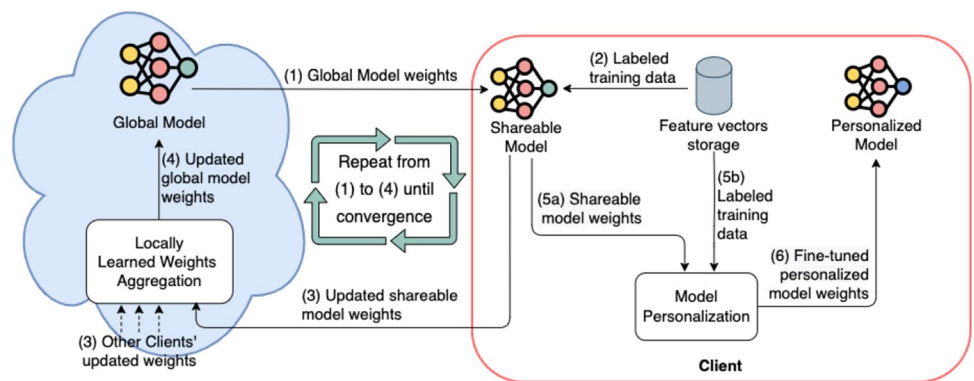 Global Model
(1) Global Model weights
(2) Labeled
training data
Shareable
Model
Feature vectors
storage
Personalized
Model
(4) Updated
global model
weights
Repeat from
(1) to (4) until
convergence
(5a) Shareable
model weights
(5b)
Labeled
training
data
Locally
Learned Weights
Aggregation
(3) Updated shareable
model weights
(6) Fine-tuned
personalized
model weights
Model
Personalization
(3) Other Clients'
updated weights
Client